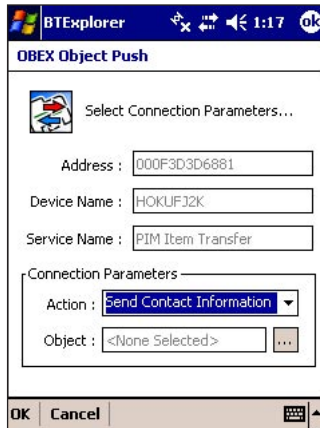 BTExplorer 1:17 ok
OBEX Object Push
Select Connection Parameters...
Address : 000F3D3D6881
Device Name : HOKUFJ2K
Service Name : PIM Item Transfer
Connection Parameters
Action : Send Contact Information
Object : <None Selected> ...
OK Cancel